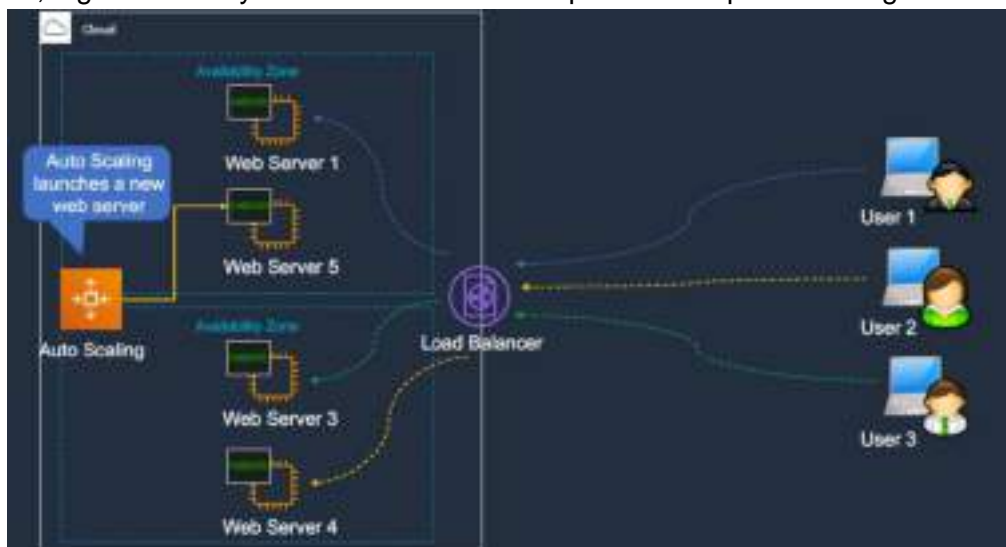 Cloud
Availability Zone
Web Server 1
Auto Scaling
launches a new
web server
Web Server 5
Auto Scaling
Availability Zone
Web Server 3
Web Server 4
Load Balancer
User 1
User 2
User 3